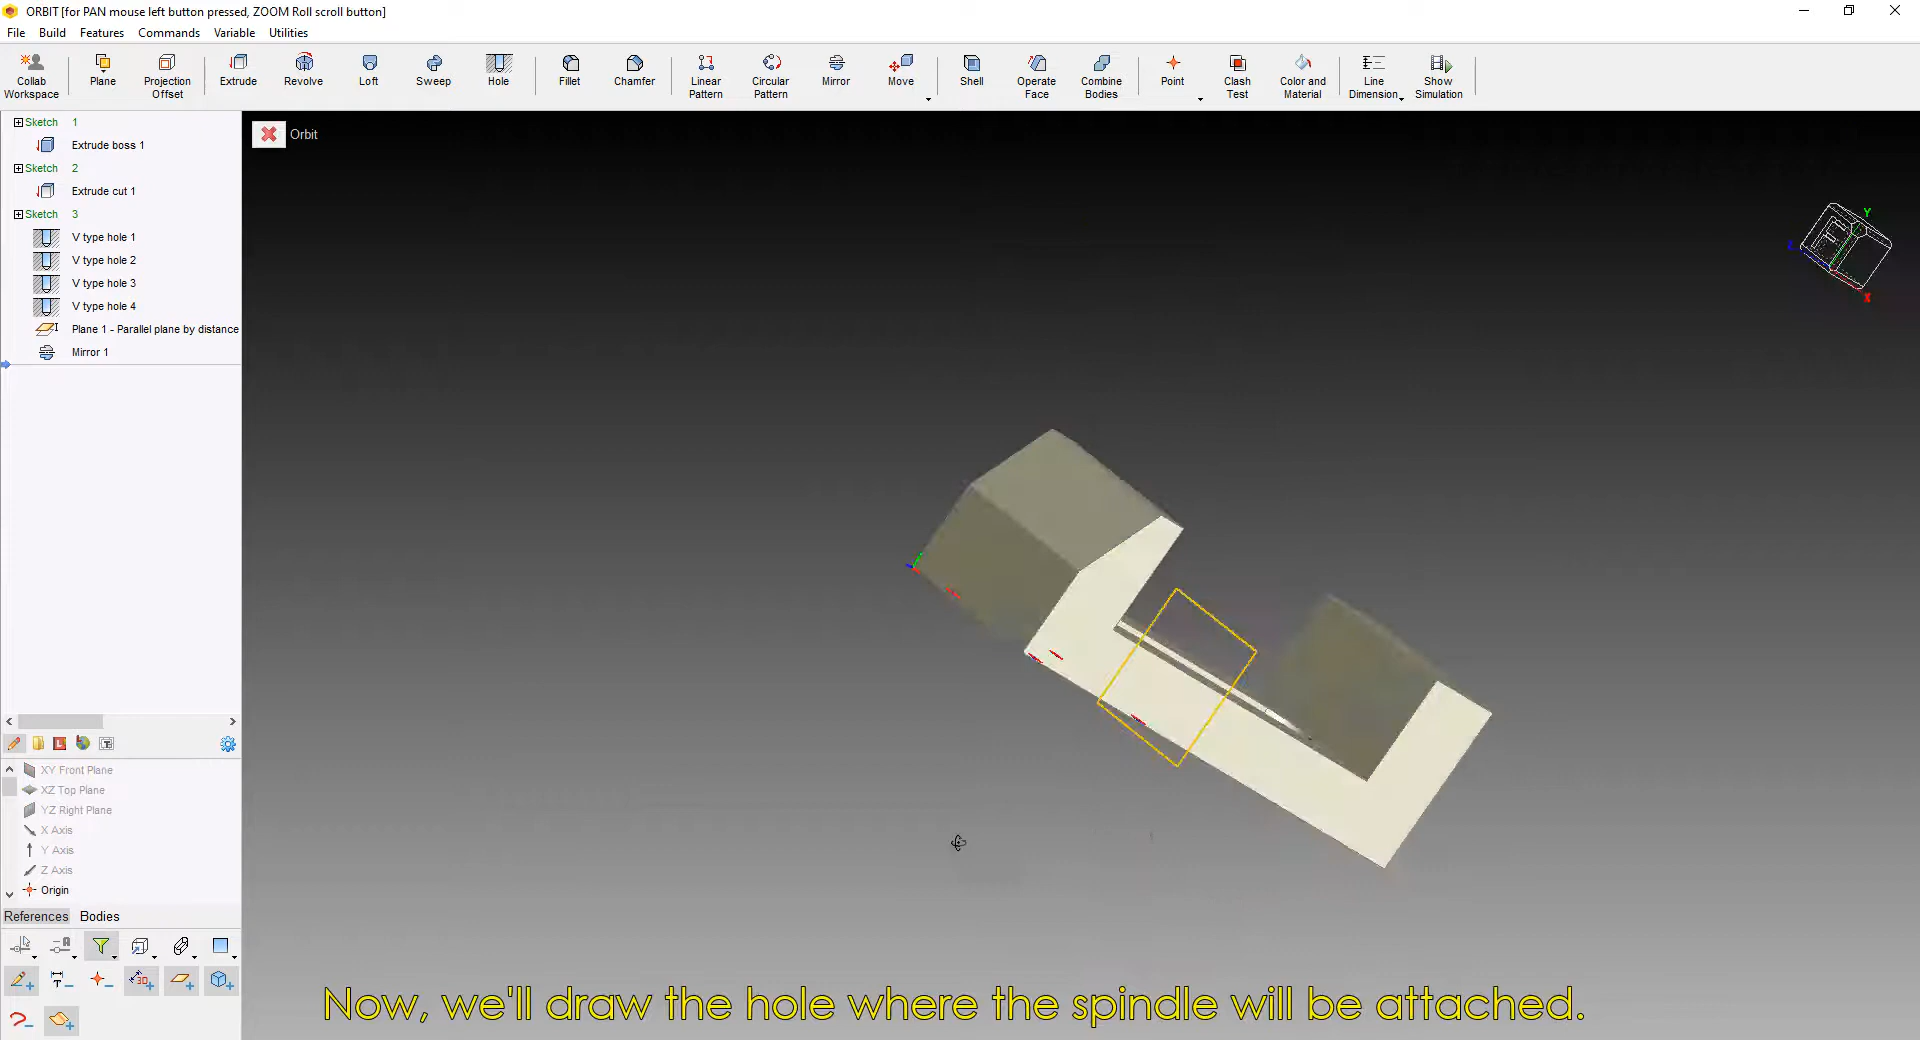 ORBIT [for PAN mouse left button pressed, ZOOM Roll scroll button]
File Build Features Commands Variable Utilities
Collab Workspace
Plane
Projection Offset
Extrude
Revolve
Loft
Sweep
Hole
Fillet
Chamfer
Linear Pattern
Circular Pattern
Mirror
Move
Shell
Operate Face
Combine Bodies
Point
Clash Test
Color and Material
Line Dimension
Show Simulation
Sketch 1
Extrude boss 1
Sketch 2
Extrude cut 1
Sketch 3
V type hole 1
V type hole 2
V type hole 3
V type hole 4
Plane 1 - Parallel plane by distance
Mirror 1
Orbit
Y
Z
X
XY Front Plane
XZ Top Plane
YZ Right Plane
X Axis
Y Axis
Z Axis
Origin
References Bodies
Now, we'll draw the hole where the spindle will be attached.